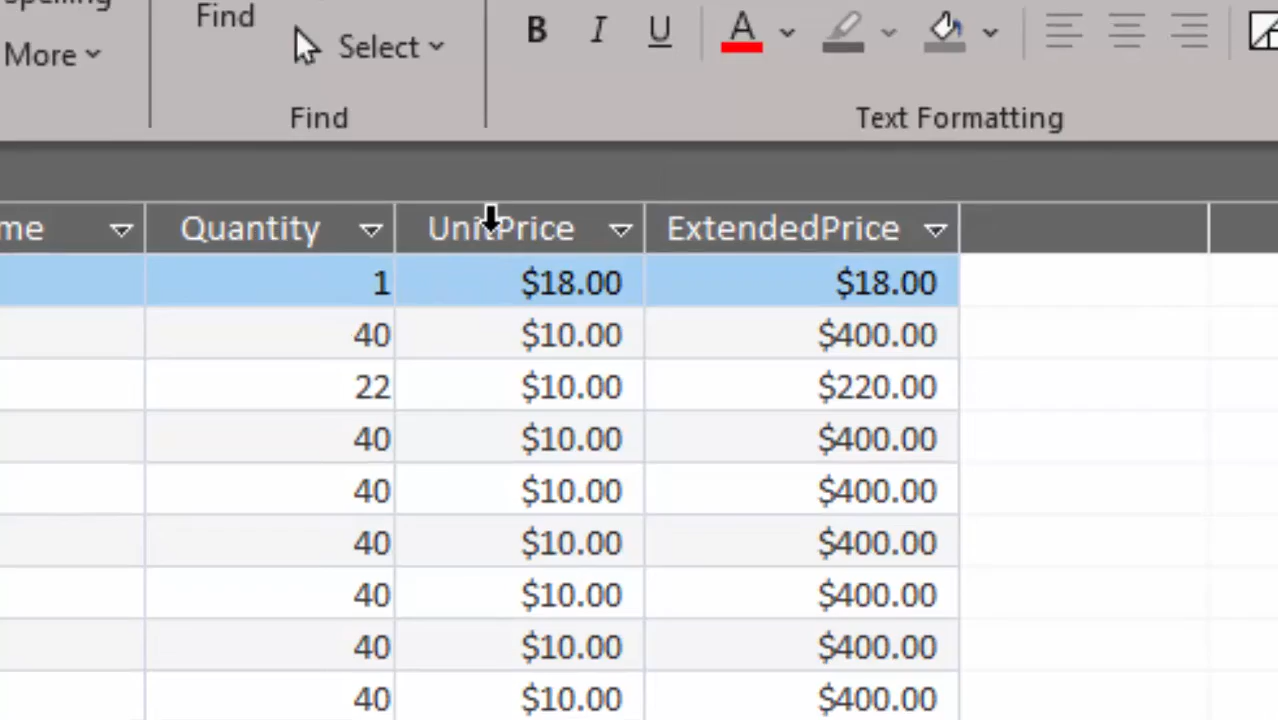 Spelling
Find
More
Select
B I U A
Find
Text Formatting
me Quantity UnitPrice ExtendedPrice
1 $18.00 $18.00
40 $10.00 $400.00
22 $10.00 $220.00
40 $10.00 $400.00
40 $10.00 $400.00
40 $10.00 $400.00
40 $10.00 $400.00
40 $10.00 $400.00
40 $10.00 $400.00